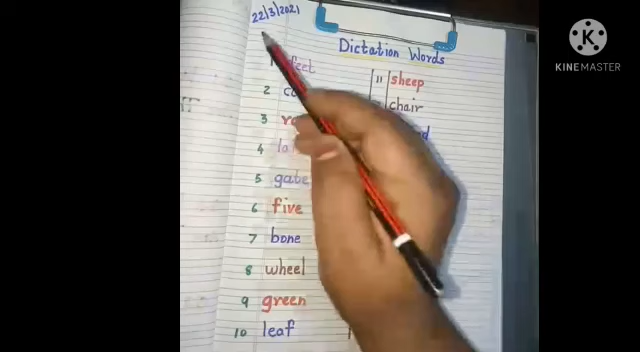 22/3/2021
Dictation Words
1 feet
2
3
4
5 gate
6 five
7 bone
8 wheel
9 green
10 leaf
11 sheep
chair
K
KINEMASTER